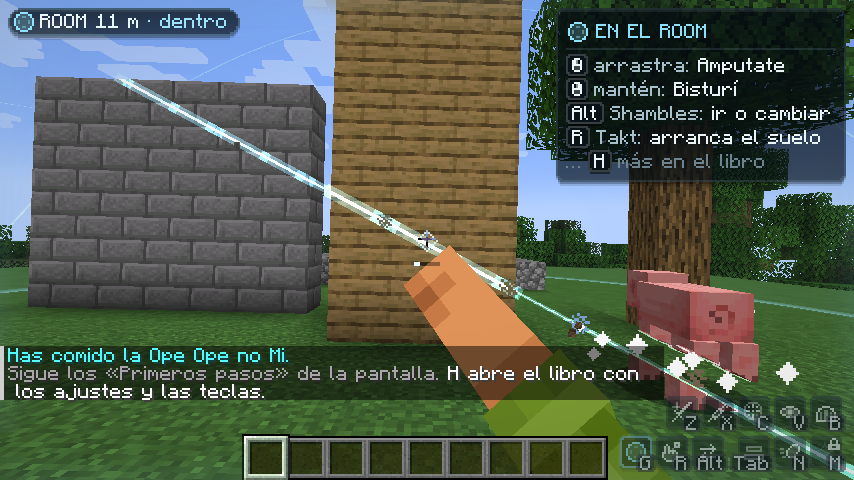 ROOM 11 m · dentro
EN EL ROOM
arrastra: Amputate
mantén: Bisturí
Alt Shambles: ir o cambiar
R Takt: arranca el suelo
... H más en el libro
Has comido la Ope Ope no Mi.
Sigue los «Primeros pasos» de la pantalla. H abre el libro con
los ajustes y las teclas.
Z X C V B
G R Alt Tab N M